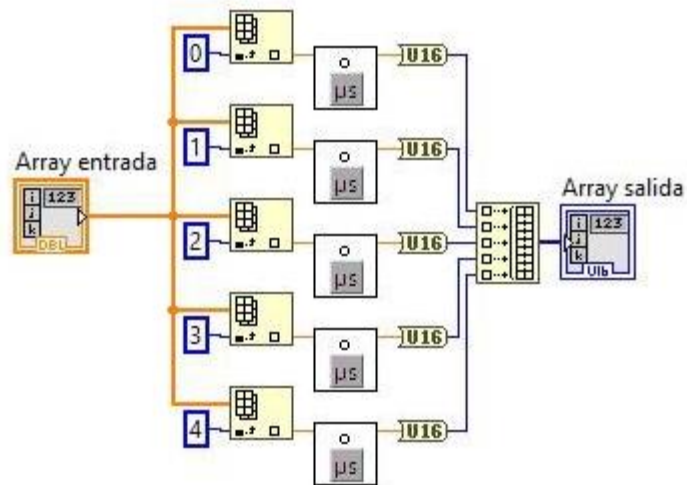 0
o
U16
µs
1
o
U16
µs
Array entrada
i
j
k
123
DBL
2
o
U16
µs
Array salida
i
j
k
123
U16
3
o
U16
µs
4
o
U16
µs